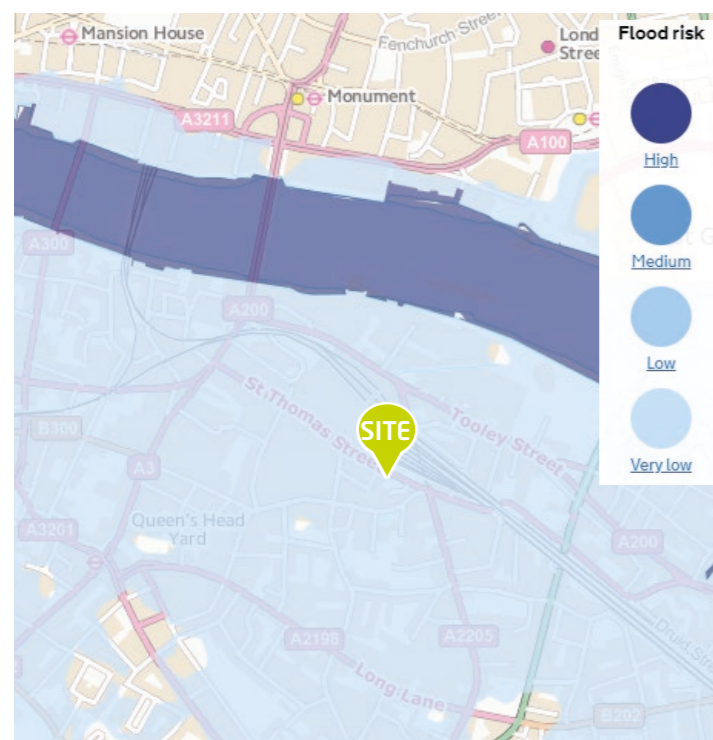 Mansion House
Fenchurch Street
Lond
Stree
Flood risk
Monument
A3211
A100
High
A300
Medium
A200
Low
St.Thomas Street
SITE
Tooley Street
B300
A3
Very low
Queen's Head
Yard
A3201
A200
A2198
A2205
Druid Stre
Long Lane
B202